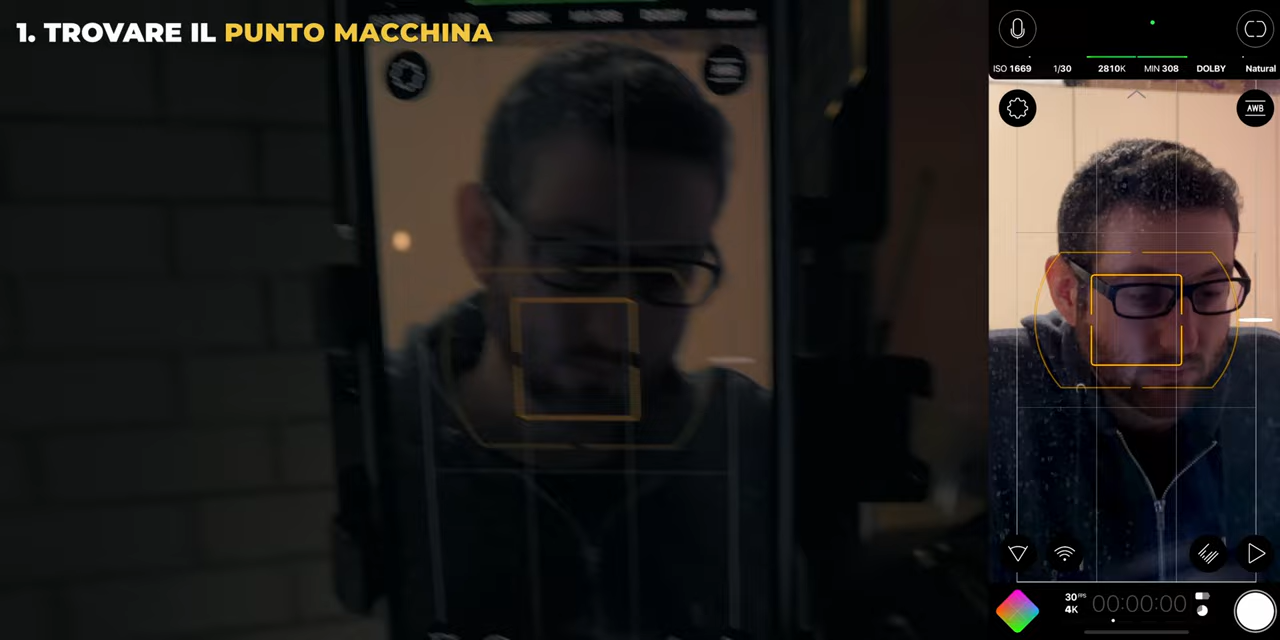 1. TROVARE IL PUNTO MACCHINA
ISO 1669 1/30 2810K MIN 308 DOLBY Natural
AWB
30 FPS
4K
00:00:00